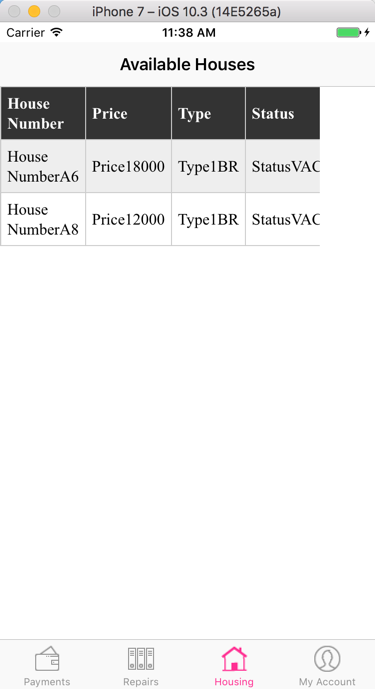 iPhone 7 – iOS 10.3 (14E5265a)
Carrier 11:38 AM
Available Houses
House Number Price Type Status
House NumberA6 Price18000 Type1BR StatusVAC
House NumberA8 Price12000 Type1BR StatusVAC
Payments Repairs Housing My Account